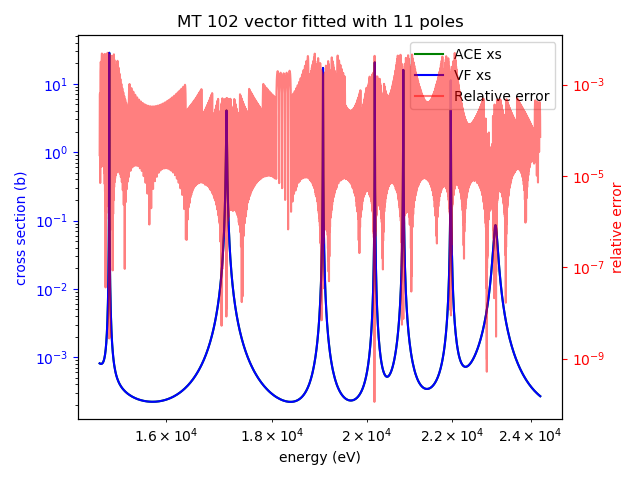 MT 102 vector fitted with 11 poles
ACE xs
VF xs
Relative error
10¹
10⁰
10⁻¹
10⁻²
10⁻³
cross section (b)
10⁻³
10⁻⁵
10⁻⁷
10⁻⁹
relative error
1.6 × 10⁴
1.8 × 10⁴
2 × 10⁴
2.2 × 10⁴
2.4 × 10⁴
energy (eV)